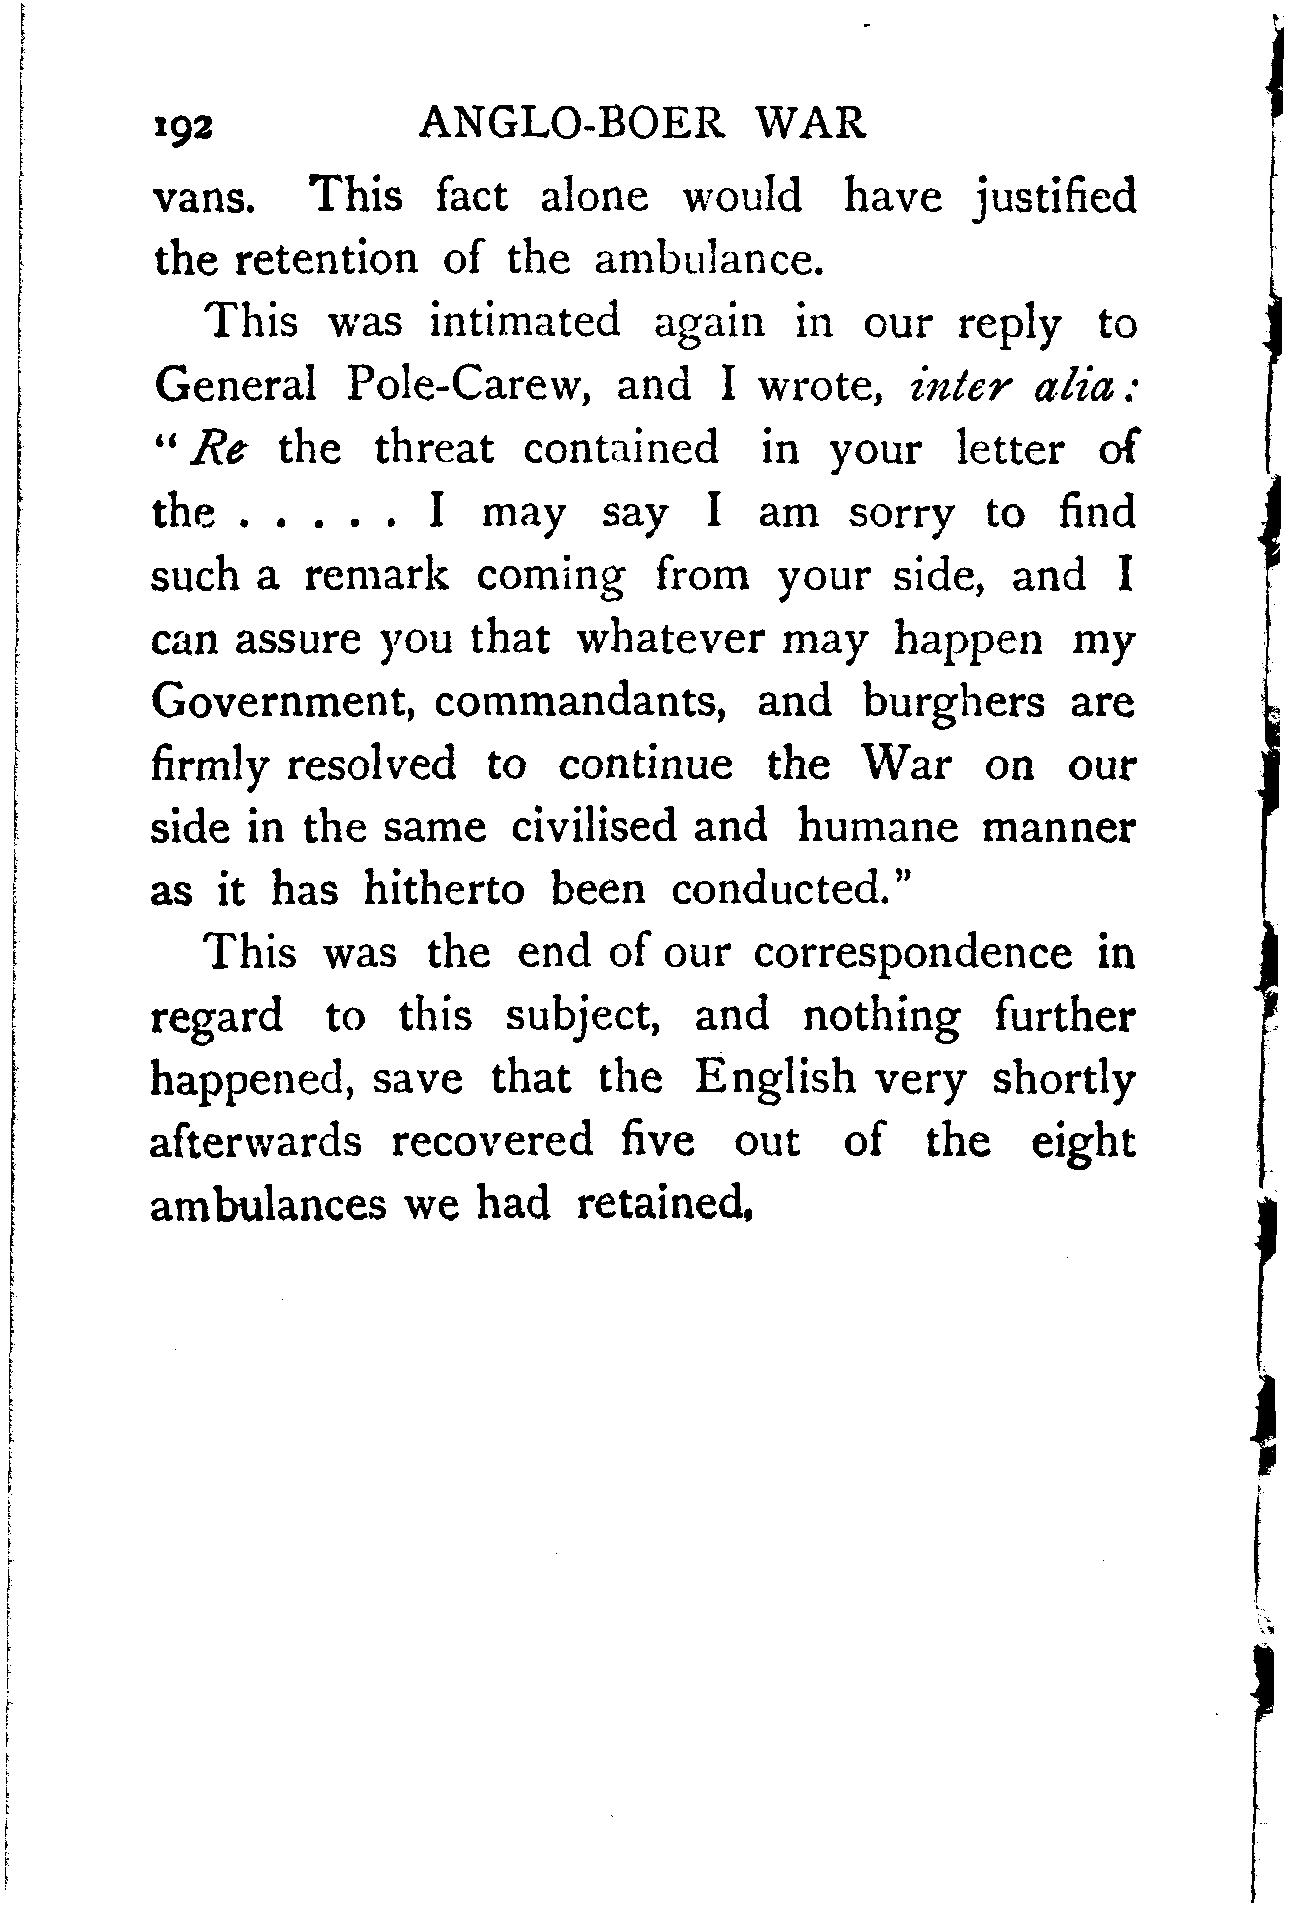 192 ANGLO-BOER WAR
vans. This fact alone would have justified
the retention of the ambulance.
This was intimated again in our reply to
General Pole-Carew, and I wrote, inter alia:
“Re the threat contained in your letter of
the . . . . . I may say I am sorry to find
such a remark coming from your side, and I
can assure you that whatever may happen my
Government, commandants, and burghers are
firmly resolved to continue the War on our
side in the same civilised and humane manner
as it has hitherto been conducted.”
This was the end of our correspondence in
regard to this subject, and nothing further
happened, save that the English very shortly
afterwards recovered five out of the eight
ambulances we had retained.